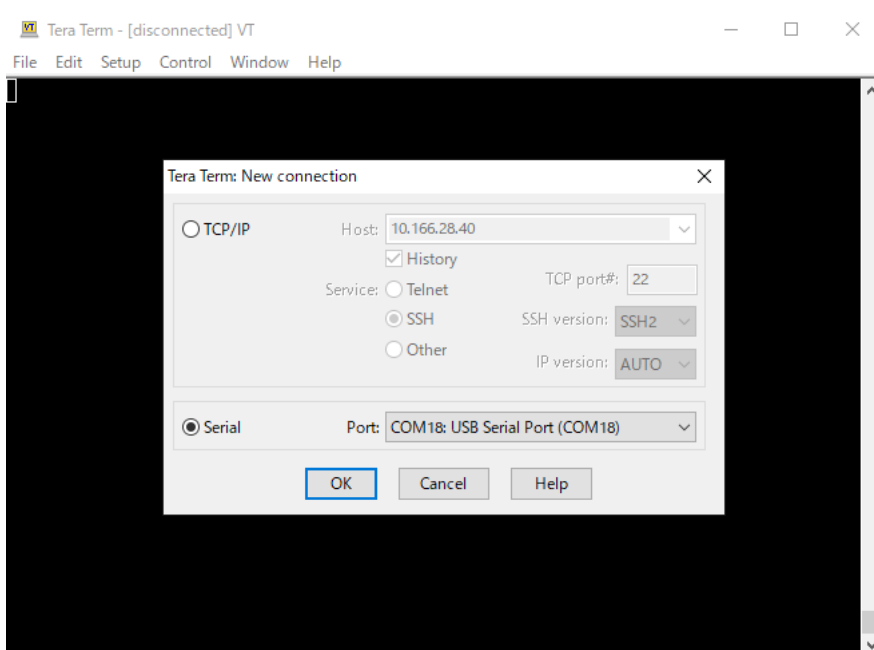 Tera Term - [disconnected] VT
File Edit Setup Control Window Help
Tera Term: New connection
TCP/IP
Host: 10.166.28.40
History
Service: Telnet
TCP port#: 22
SSH
SSH version: SSH2
Other
IP version: AUTO
Serial
Port: COM18: USB Serial Port (COM18)
OK Cancel Help